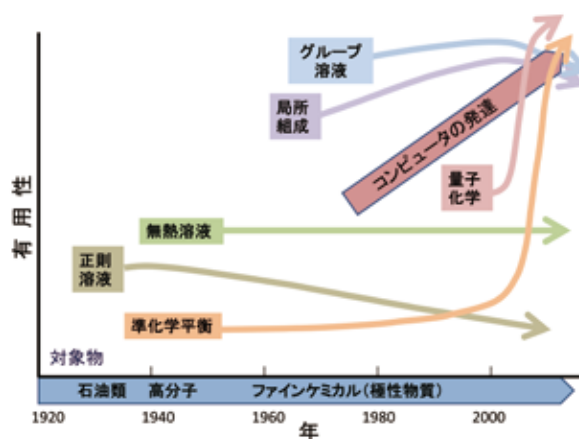 グループ
溶液
局所
組成
コンピュータの発達
量子
化学
無熱溶液
正則
溶液
準化学平衡
有用性
対象物
石油類 高分子 ファインケミカル(極性物質)
1920 1940 1960 1980 2000
年